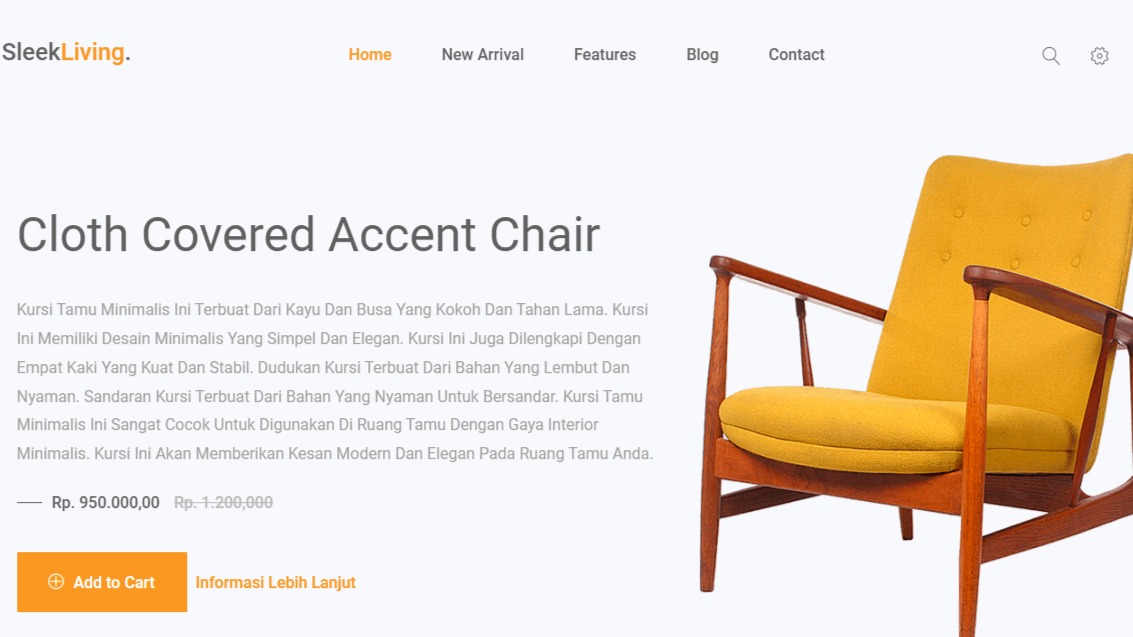 SleekLiving.
Home New Arrival Features Blog Contact
Cloth Covered Accent Chair
Kursi Tamu Minimalis Ini Terbuat Dari Kayu Dan Busa Yang Kokoh Dan Tahan Lama. Kursi
Ini Memiliki Desain Minimalis Yang Simpel Dan Elegan. Kursi Ini Juga Dilengkapi Dengan
Empat Kaki Yang Kuat Dan Stabil. Dudukan Kursi Terbuat Dari Bahan Yang Lembut Dan
Nyaman. Sandaran Kursi Terbuat Dari Bahan Yang Nyaman Untuk Bersandar. Kursi Tamu
Minimalis Ini Sangat Cocok Untuk Digunakan Di Ruang Tamu Dengan Gaya Interior
Minimalis. Kursi Ini Akan Memberikan Kesan Modern Dan Elegan Pada Ruang Tamu Anda.
Rp. 950.000,00 Rp. 1.200,000
Add to Cart Informasi Lebih Lanjut